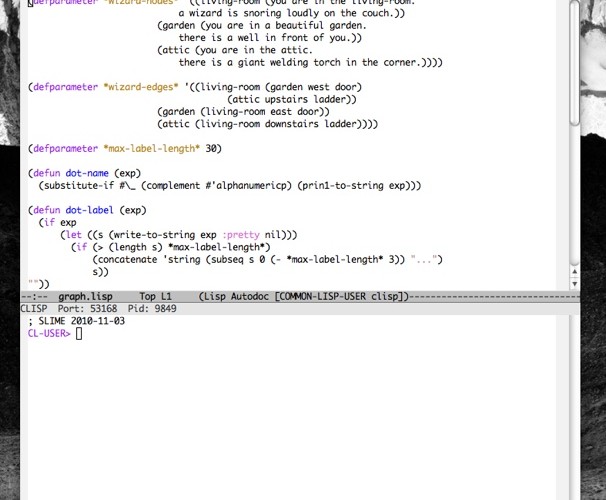 (defparameter *wizard-nodes* '((living-room (you are in the living-room.
a wizard is snoring loudly on the couch.))
(garden (you are in a beautiful garden.
there is a well in front of you.))
(attic (you are in the attic.
there is a giant welding torch in the corner.))))
(defparameter *wizard-edges* '((living-room (garden west door)
(attic upstairs ladder))
(garden (living-room east door))
(attic (living-room downstairs ladder))))
(defparameter *max-label-length* 30)
(defun dot-name (exp)
(substitute-if #\_ (complement #'alphanumericp) (prin1-to-string exp)))
(defun dot-label (exp)
(if exp
(let ((s (write-to-string exp :pretty nil)))
(if (> (length s) *max-label-length*)
(concatenate 'string (subseq s 0 (- *max-label-length* 3)) "...")
s))
""))
--:-- graph.lisp Top L1 (Lisp Autodoc [COMMON-LISP-USER clisp])--------------------------------
CLISP Port: 53168 Pid: 9849
; SLIME 2010-11-03
CL-USER>